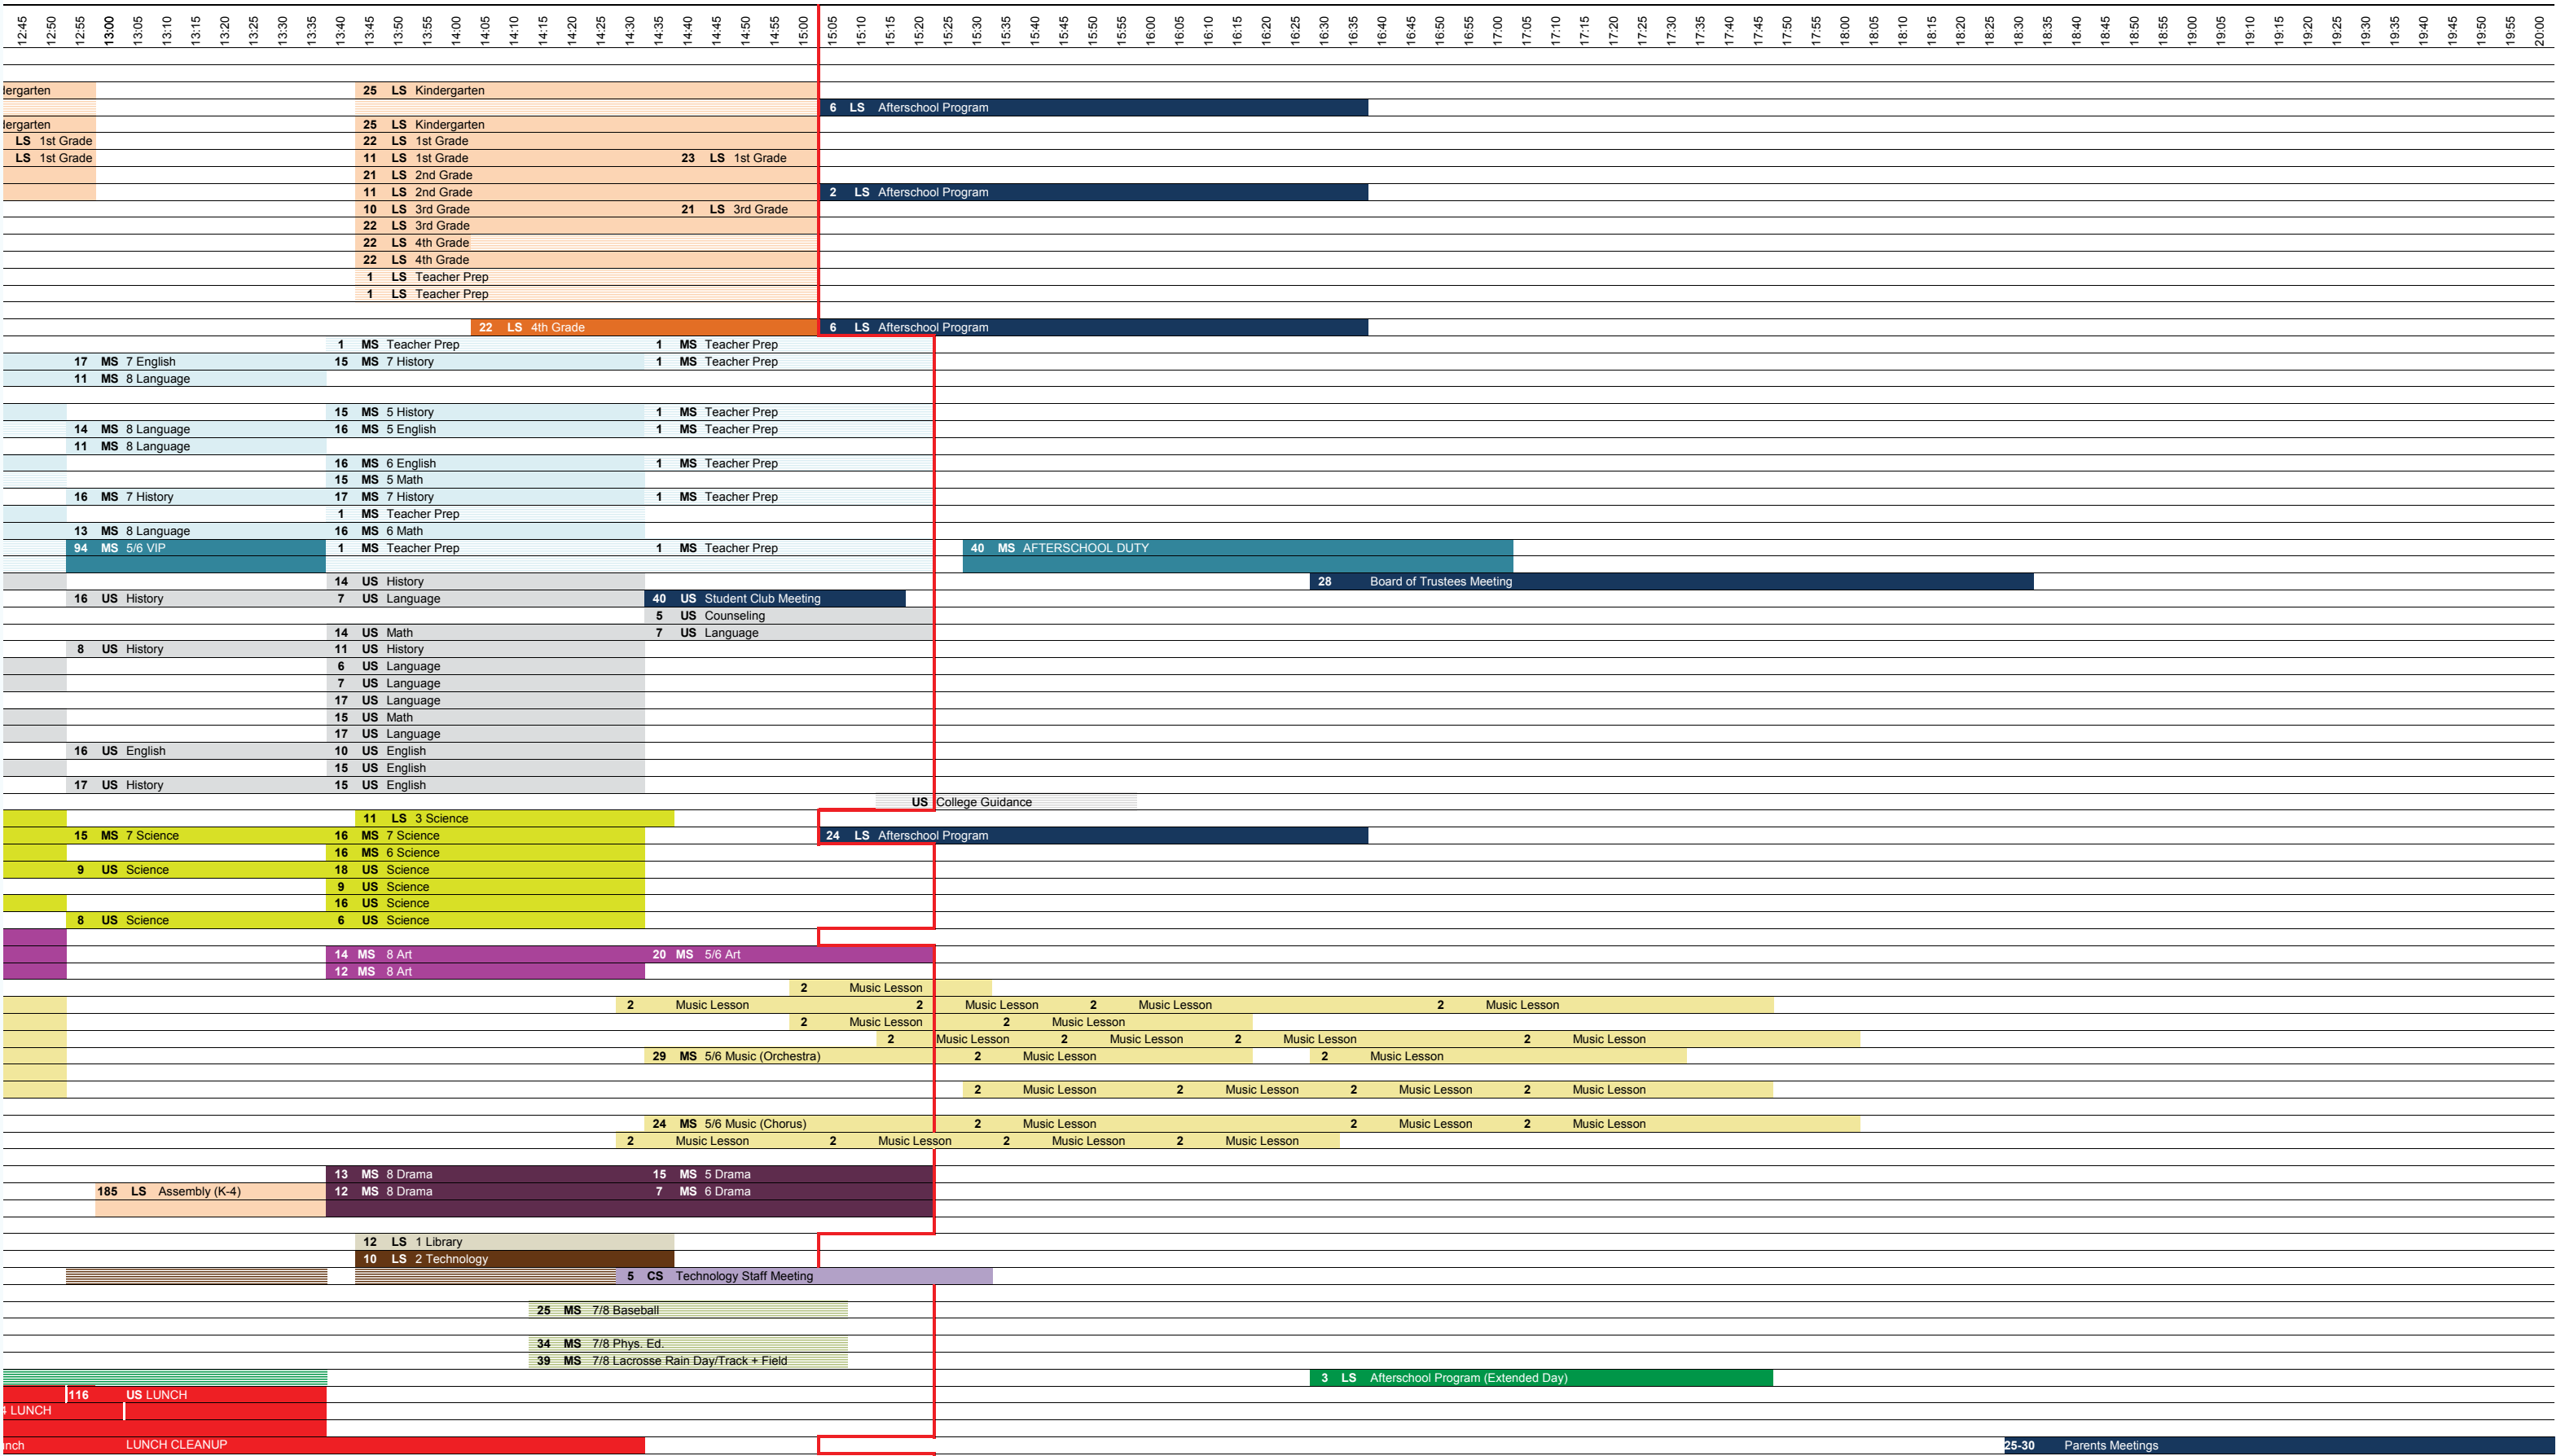 12:45 12:50 12:55 13:00 13:05 13:10 13:15 13:20 13:25 13:30 13:35 13:40 13:45 13:50 13:55 14:00 14:05 14:10 14:15 14:20 14:25 14:30 14:35 14:40 14:45 14:50 14:55 15:00 15:05 15:10 15:15 15:20 15:25 15:30 15:35 15:40 15:45 15:50 15:55 16:00 16:05 16:10 16:15 16:20 16:25 16:30 16:35 16:40 16:45 16:50 16:55 17:00 17:05 17:10 17:15 17:20 17:25 17:30 17:35 17:40 17:45 17:50 17:55 18:00 18:05 18:10 18:15 18:20 18:25 18:30 18:35 18:40 18:45 18:50 18:55 19:00 19:05 19:10 19:15 19:20 19:25 19:30 19:35 19:40 19:45 19:50 19:55 20:00
dergarten 25 LS Kindergarten
6 LS Afterschool Program
dergarten 25 LS Kindergarten
LS 1st Grade 22 LS 1st Grade
LS 1st Grade 11 LS 1st Grade 23 LS 1st Grade
21 LS 2nd Grade
11 LS 2nd Grade 2 LS Afterschool Program
10 LS 3rd Grade 21 LS 3rd Grade
22 LS 3rd Grade
22 LS 4th Grade
22 LS 4th Grade
1 LS Teacher Prep
1 LS Teacher Prep
22 LS 4th Grade 6 LS Afterschool Program
1 MS Teacher Prep 1 MS Teacher Prep
17 MS 7 English 15 MS 7 History 1 MS Teacher Prep
11 MS 8 Language
15 MS 5 History 1 MS Teacher Prep
14 MS 8 Language 16 MS 5 English 1 MS Teacher Prep
11 MS 8 Language
16 MS 6 English 1 MS Teacher Prep
15 MS 5 Math
16 MS 7 History 17 MS 7 History 1 MS Teacher Prep
1 MS Teacher Prep
13 MS 8 Language 16 MS 6 Math
94 MS 5/6 VIP 1 MS Teacher Prep 1 MS Teacher Prep 40 MS AFTERSCHOOL DUTY
14 US History 28 Board of Trustees Meeting
16 US History 7 US Language 40 US Student Club Meeting
5 US Counseling
14 US Math 7 US Language
8 US History 11 US History
6 US Language
7 US Language
17 US Language
15 US Math
17 US Language
16 US English 10 US English
15 US English
17 US History 15 US English
US College Guidance
11 LS 3 Science
15 MS 7 Science 16 MS 7 Science 24 LS Afterschool Program
16 MS 6 Science
9 US Science 18 US Science
9 US Science
16 US Science
8 US Science 6 US Science
14 MS 8 Art 20 MS 5/6 Art
12 MS 8 Art
2 Music Lesson
2 Music Lesson 2 Music Lesson 2 Music Lesson 2 Music Lesson
2 Music Lesson 2 Music Lesson
2 Music Lesson 2 Music Lesson 2 Music Lesson 2 Music Lesson
29 MS 5/6 Music (Orchestra) 2 Music Lesson 2 Music Lesson
2 Music Lesson 2 Music Lesson 2 Music Lesson 2 Music Lesson
24 MS 5/6 Music (Chorus) 2 Music Lesson 2 Music Lesson 2 Music Lesson
2 Music Lesson 2 Music Lesson 2 Music Lesson 2 Music Lesson
13 MS 8 Drama 15 MS 5 Drama
185 LS Assembly (K-4) 12 MS 8 Drama 7 MS 6 Drama
12 LS 1 Library
10 LS 2 Technology
5 CS Technology Staff Meeting
25 MS 7/8 Baseball
34 MS 7/8 Phys. Ed.
39 MS 7/8 Lacrosse Rain Day/Track + Field
3 LS Afterschool Program (Extended Day)
116 US LUNCH
4 LUNCH
unch LUNCH CLEANUP 25-30 Parents Meetings